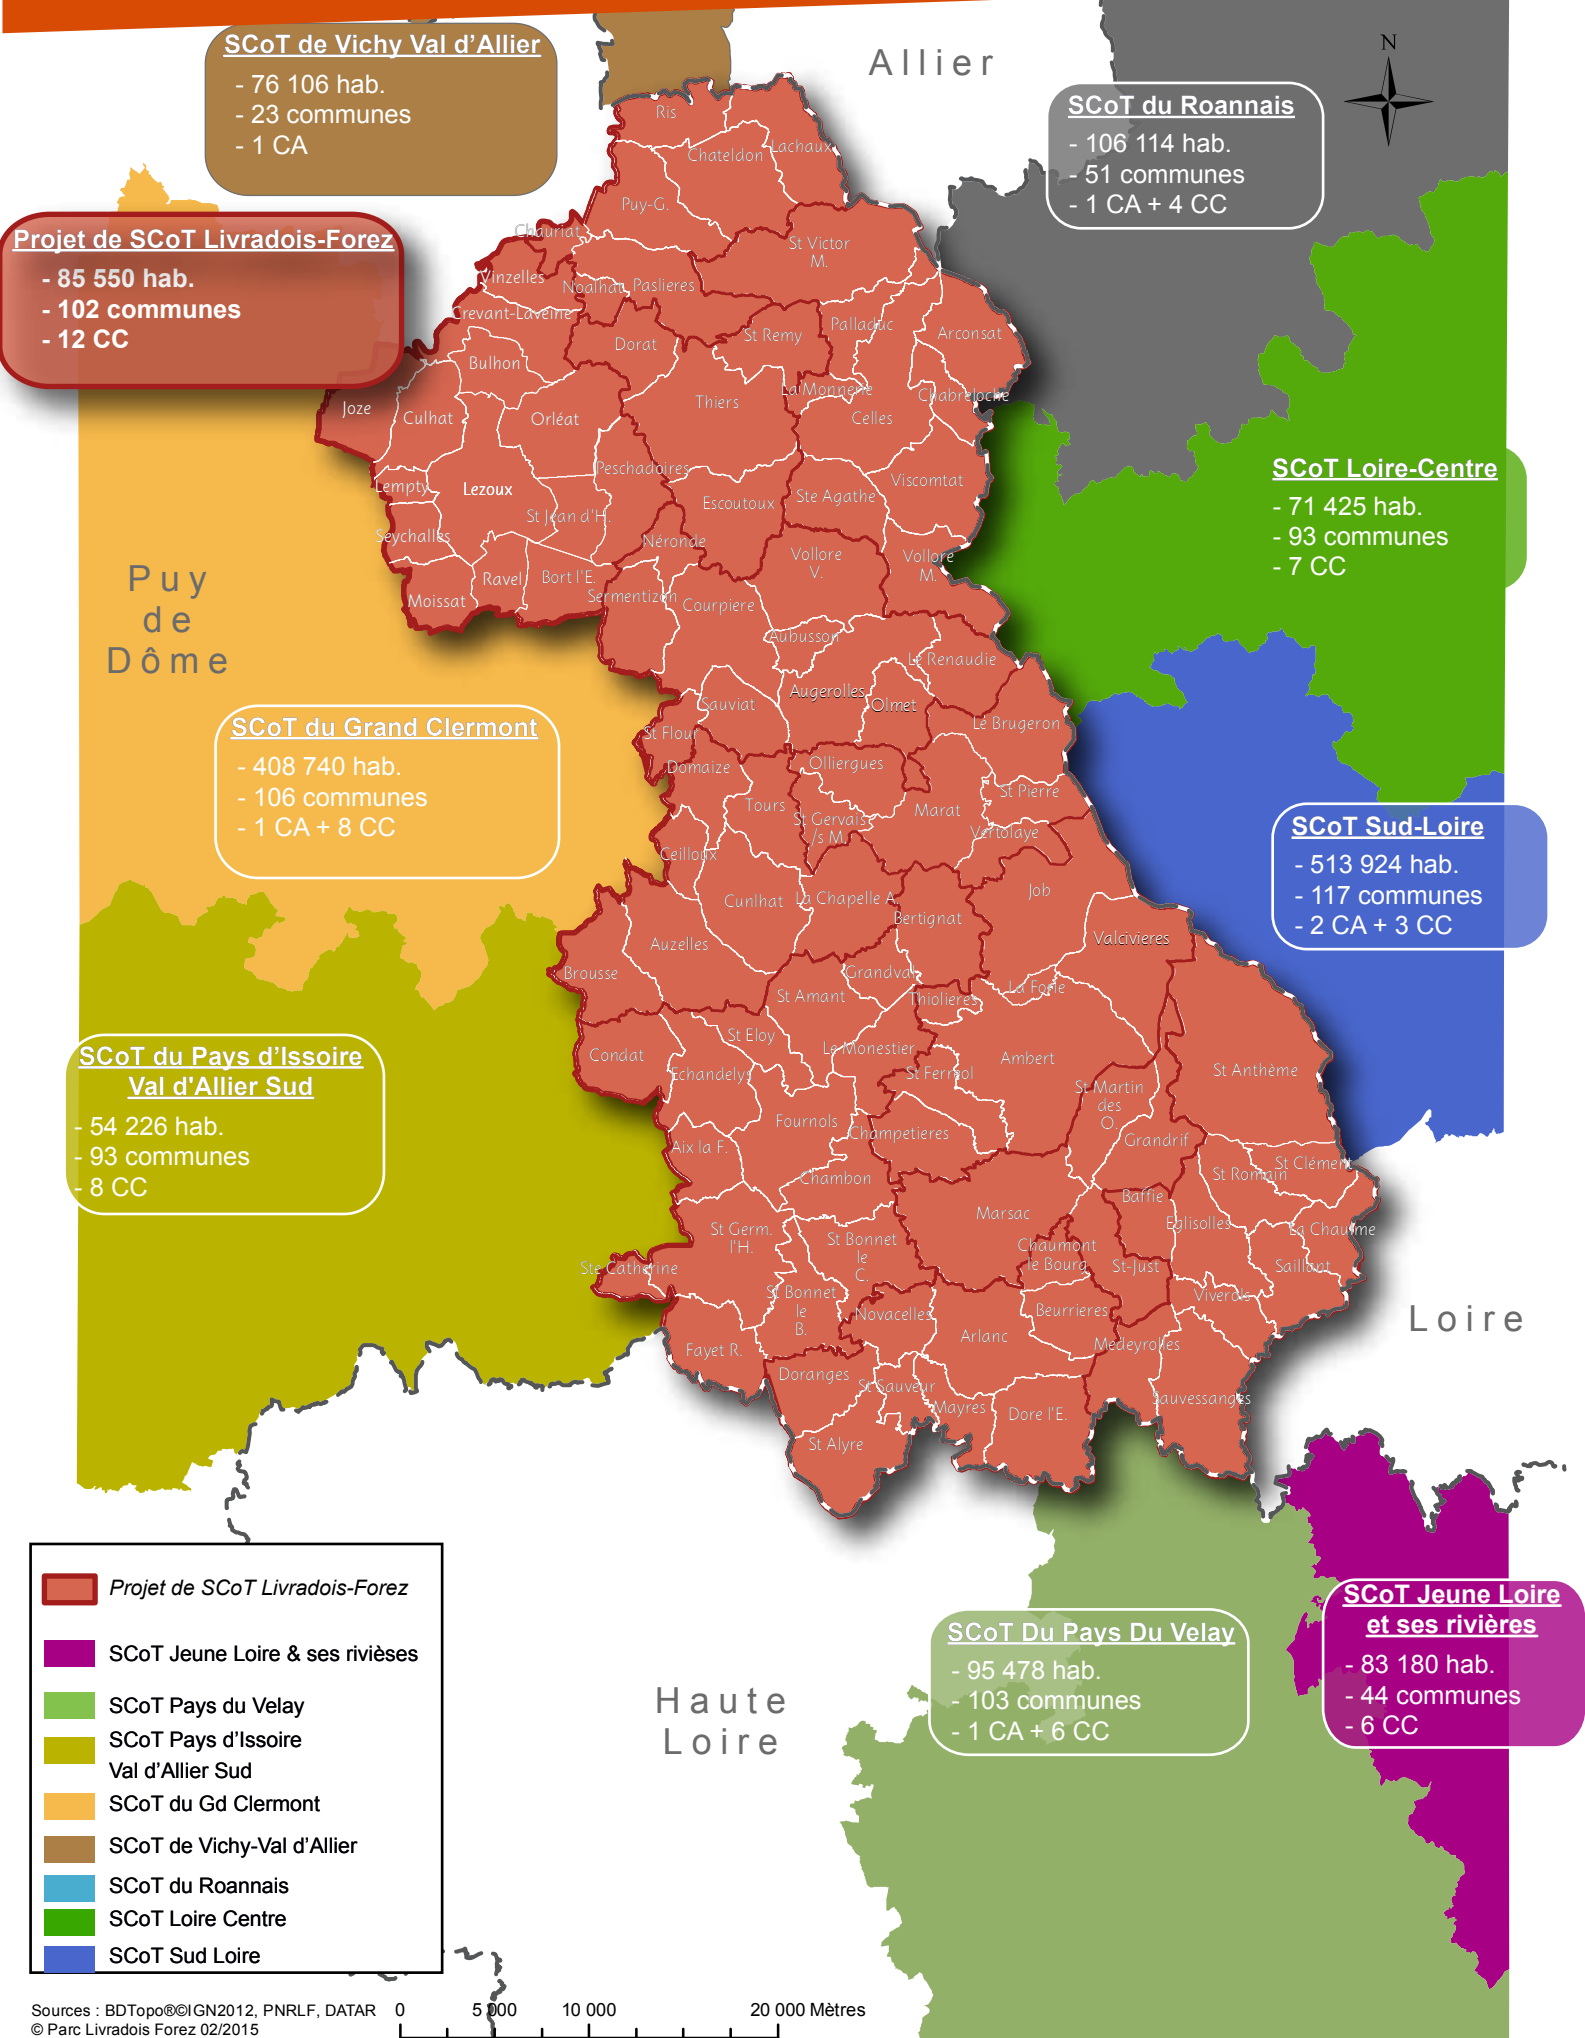 SCoT de Vichy Val d'Allier
- 76 106 hab.
- 23 communes
- 1 CA
Allier
N
SCoT du Roannais
- 106 114 hab.
- 51 communes
- 1 CA + 4 CC
Projet de SCoT Livradois-Forez
- 85 550 hab.
- 102 communes
- 12 CC
SCoT Loire-Centre
- 71 425 hab.
- 93 communes
- 7 CC
Puy
de
Dôme
SCoT du Grand Clermont
- 408 740 hab.
- 106 communes
- 1 CA + 8 CC
SCoT Sud-Loire
- 513 924 hab.
- 117 communes
- 2 CA + 3 CC
SCoT du Pays d'Issoire
Val d'Allier Sud
- 54 226 hab.
- 93 communes
- 8 CC
Loire
Ris
Lachaux
Chateldon
Puy-G.
Chauriat
St Victor
M.
Vinzelles
Noalhat
Paslieres
Crevant-Laveine
Palladuc
Arconsat
St Remy
Dorat
Bulhon
La Monnerie
Chabreloche
Thiers
Joze
Culhat
Orléat
Celles
Peschadoires
Viscomtat
Lempty
Lezoux
Ste Agathe
Escoutoux
St Jean d'H.
Seychalles
Néronde
Vollore
V.
Vollore
M.
Ravel
Bort l'E.
Moissat
Sermentizon
Courpiere
Aubusson
Le Renaudie
Augerolles
Olmet
Sauviat
Le Brugeron
St Flour
Domaize
Olliergues
Tours
St Pierre
Marat
St Gervais
/s M.
Vertolaye
Ceilloux
Job
Cunlhat
La Chapelle A
Bertignat
Valcivieres
Auzelles
Brousse
Grandval
St Amant
Thiolieres
La Forie
St Eloy
Le Monestier
Condat
Echandelys
St Ferréol
Ambert
St Anthème
St Martin
des
O.
Fournols
Champetieres
Grandrif
Aix la F.
St Clément
St Romain
Chambon
Baffie
Marsac
Eglisolles
La Chaulme
St Germ.
l'H.
St Bonnet
le
C.
Chaumont
le Bourg
St-Just
Saillant
Ste Catherine
St Bonnet
le
B.
Viverols
Novacelles
Beurrieres
Arlanc
Medeyrolles
Fayet R.
Doranges
St Sauveur
Mayres
Dore l'E.
Sauvessanges
St Alyre
Haute
Loire
SCoT Du Pays Du Velay
- 95 478 hab.
- 103 communes
- 1 CA + 6 CC
SCoT Jeune Loire
et ses rivières
- 83 180 hab.
- 44 communes
- 6 CC
Projet de SCoT Livradois-Forez
SCoT Jeune Loire & ses rivièses
SCoT Pays du Velay
SCoT Pays d'Issoire
Val d'Allier Sud
SCoT du Gd Clermont
SCoT de Vichy-Val d'Allier
SCoT du Roannais
SCoT Loire Centre
SCoT Sud Loire
Sources : BDTopo®©IGN2012, PNRLF, DATAR
© Parc Livradois Forez 02/2015
0 5 000 10 000 20 000 Mètres